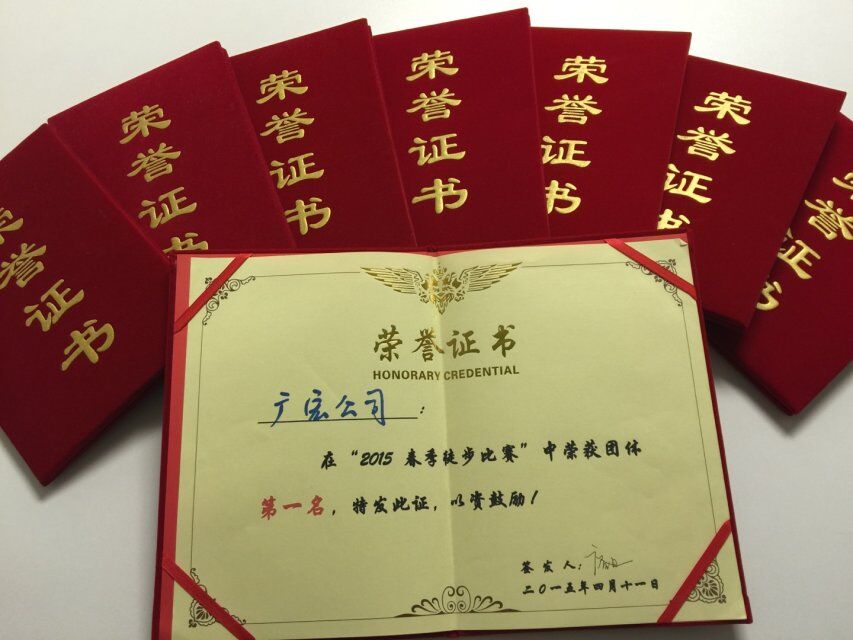 荣誉证书
荣誉证书
荣誉证书
荣誉证书
荣誉证书
荣誉证书
荣誉证书
荣誉证书
HONORARY CREDENTIAL
广宏公司：
在“2015 春季徒步比赛”中荣获团体
第一名，特发此证，以资鼓励！
签发人：
二〇一五年四月十一日